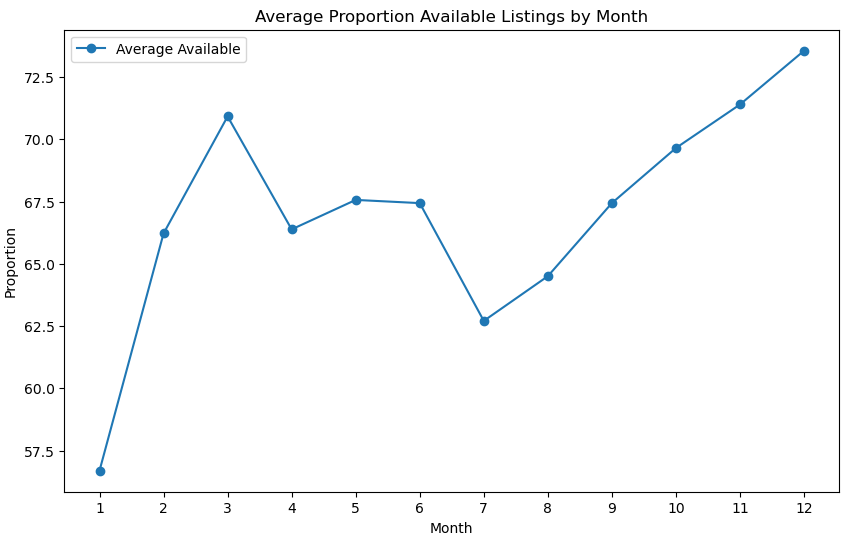 Average Proportion Available Listings by Month
Average Available
72.5
70.0
67.5
65.0
62.5
60.0
57.5
Proportion
1 2 3 4 5 6 7 8 9 10 11 12
Month